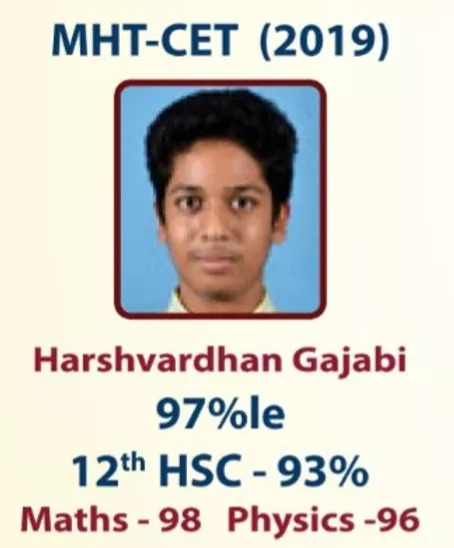 MHT-CET (2019)
Harshvardhan Gajabi
97%le
12th HSC - 93%
Maths - 98 Physics -96